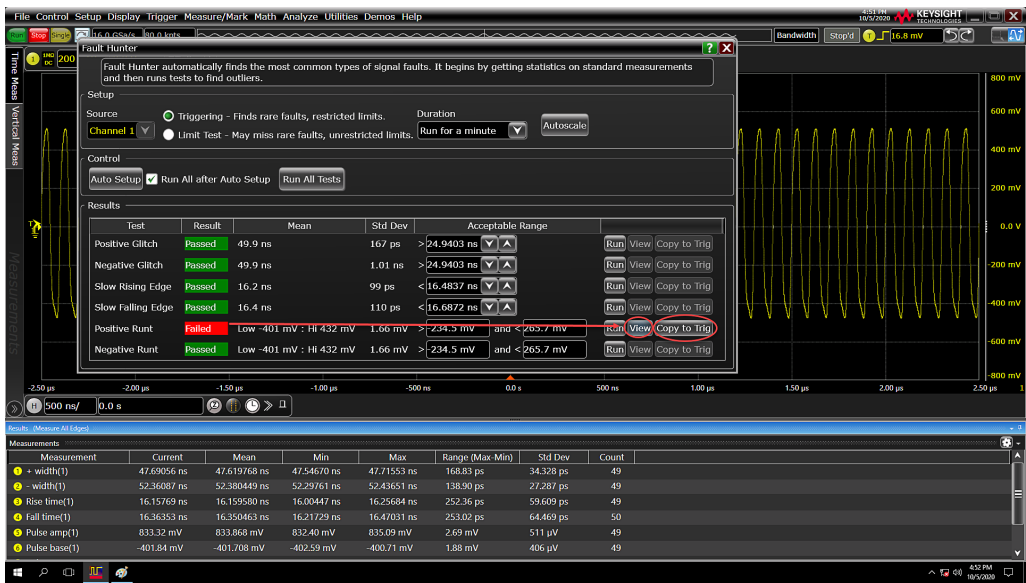 File Control Setup Display Trigger Measure/Mark Math Analyze Utilities Demos Help
4:51 PM
10/5/2020
KEYSIGHT
TECHNOLOGIES
Run Stop Single 16.0 GSa/s 80.0 kpts
Bandwidth Stop'd T 16.8 mV
1 1MΩ DC 200
Time Meas
Vertical Meas
Measurements
Fault Hunter ? X
Fault Hunter automatically finds the most common types of signal faults. It begins by getting statistics on standard measurements
and then runs tests to find outliers.
Setup
Source
Channel 1
Triggering - Finds rare faults, restricted limits.
Limit Test - May miss rare faults, unrestricted limits.
Duration
Run for a minute
Autoscale
Control
Auto Setup Run All after Auto Setup Run All Tests
Results
Test Result Mean Std Dev Acceptable Range
Positive Glitch Passed 49.9 ns 167 ps > 24.9403 ns Run View Copy to Trig
Negative Glitch Passed 49.9 ns 1.01 ns > 24.9403 ns Run View Copy to Trig
Slow Rising Edge Passed 16.2 ns 99 ps < 16.4837 ns Run View Copy to Trig
Slow Falling Edge Passed 16.4 ns 110 ps < 16.6872 ns Run View Copy to Trig
Positive Runt Failed Low -401 mV : Hi 432 mV 1.66 mV > -234.5 mV and < 265.7 mV Run View Copy to Trig
Negative Runt Passed Low -401 mV : Hi 432 mV 1.66 mV > -234.5 mV and < 265.7 mV Run View Copy to Trig
800 mV
600 mV
400 mV
200 mV
0.0 V
-200 mV
-400 mV
-600 mV
-800 mV
-2.50 µs -2.00 µs -1.50 µs -1.00 µs -500 ns 0.0 s 500 ns 1.00 µs 1.50 µs 2.00 µs 2.50 µs 1
H 500 ns/ 0.0 s
Results (Measure All Edges)
Measurements
Measurement Current Mean Min Max Range (Max-Min) Std Dev Count
1 + width(1) 47.69056 ns 47.619768 ns 47.54670 ns 47.71553 ns 168.83 ps 34.328 ps 49
2 - width(1) 52.36087 ns 52.380449 ns 52.29761 ns 52.43651 ns 138.90 ps 27.287 ps 49
3 Rise time(1) 16.15769 ns 16.159580 ns 16.00447 ns 16.25684 ns 252.36 ps 59.609 ps 49
4 Fall time(1) 16.36353 ns 16.350463 ns 16.21729 ns 16.47031 ns 253.02 ps 64.469 ps 50
5 Pulse amp(1) 833.32 mV 833.868 mV 832.40 mV 835.09 mV 2.69 mV 511 µV 49
6 Pulse base(1) -401.84 mV -401.708 mV -402.59 mV -400.71 mV 1.88 mV 406 µV 49
4:52 PM
10/5/2020